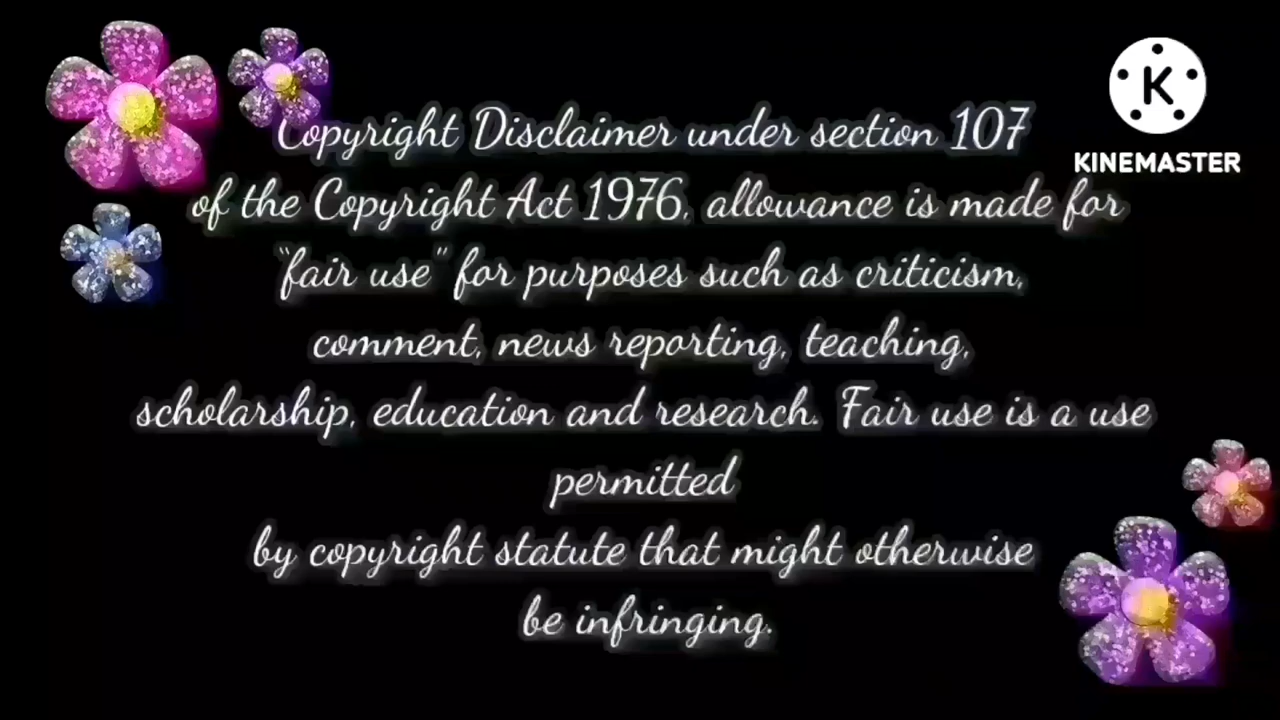 K
KINEMASTER
Copyright Disclaimer under section 107
of the Copyright Act 1976, allowance is made for
"fair use" for purposes such as criticism,
comment, news reporting, teaching,
scholarship, education and research. Fair use is a use
permitted
by copyright statute that might otherwise
be infringing.